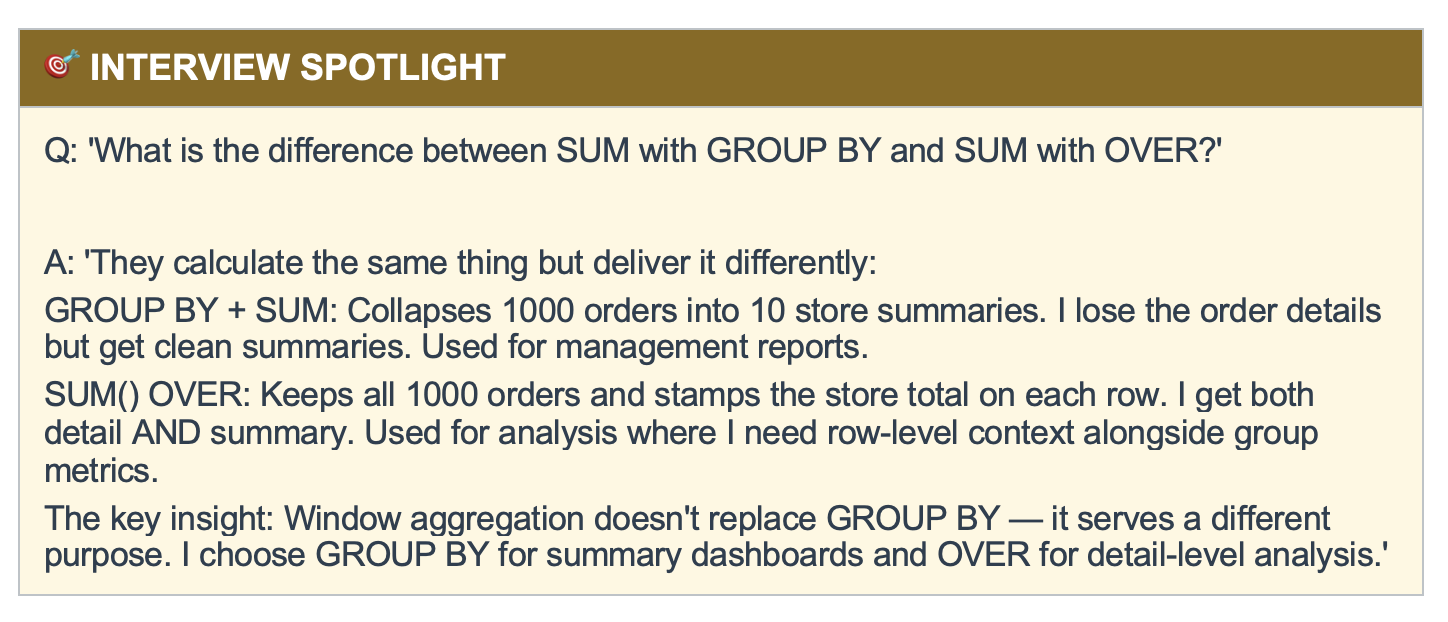 🎯 INTERVIEW SPOTLIGHT
Q: 'What is the difference between SUM with GROUP BY and SUM with OVER?'
A: 'They calculate the same thing but deliver it differently:
GROUP BY + SUM: Collapses 1000 orders into 10 store summaries. I lose the order details
but get clean summaries. Used for management reports.
SUM() OVER: Keeps all 1000 orders and stamps the store total on each row. I get both
detail AND summary. Used for analysis where I need row-level context alongside group
metrics.
The key insight: Window aggregation doesn't replace GROUP BY — it serves a different
purpose. I choose GROUP BY for summary dashboards and OVER for detail-level analysis.'